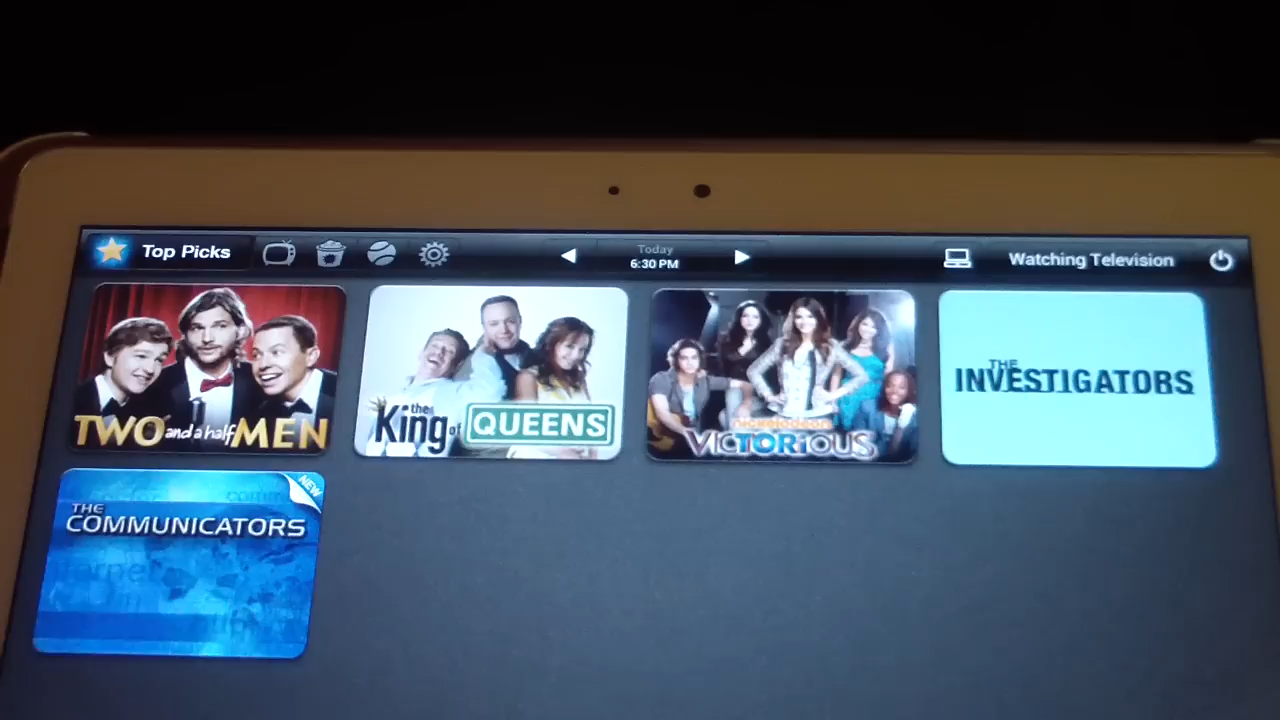 Top Picks
Today
6:30 PM
Watching Television
TWO and a half MEN
the King of QUEENS
nickelodeon
VICTORiOUS
THE
INVESTIGATORS
NEW
THE
COMMUNICATORS